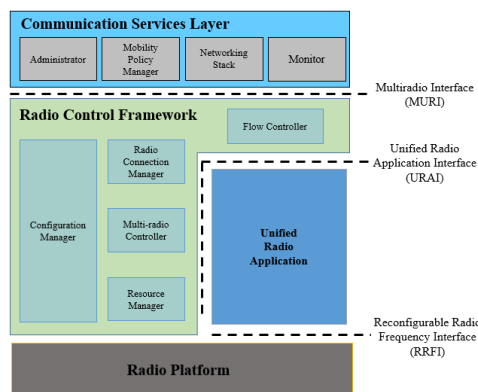 Communication Services Layer
Administrator
Mobility
Policy
Manager
Networking
Stack
Monitor
Multiradio Interface
(MURI)
Radio Control Framework
Flow Controller
Radio
Connection
Manager
Unified Radio
Application Interface
(URAI)
Configuration
Manager
Multi-radio
Controller
Unified
Radio
Application
Resource
Manager
Reconfigurable Radio
Frequency Interface
(RRFI)
Radio Platform